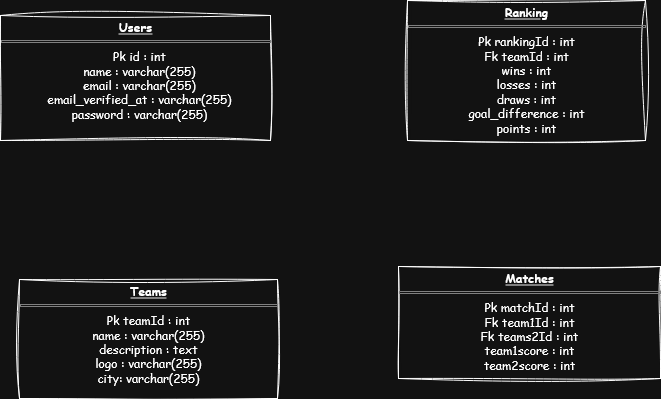 Users
Pk id : int
name : varchar(255)
email : varchar(255)
email_verified_at : varchar(255)
password : varchar(255)
Ranking
Pk rankingId : int
Fk teamId : int
wins : int
losses : int
draws : int
goal_difference : int
points : int
Teams
Pk teamId : int
name : varchar(255)
description : text
logo : varchar(255)
city: varchar(255)
Matches
Pk matchId : int
Fk team1Id : int
Fk teams2Id : int
team1score : int
team2score : int